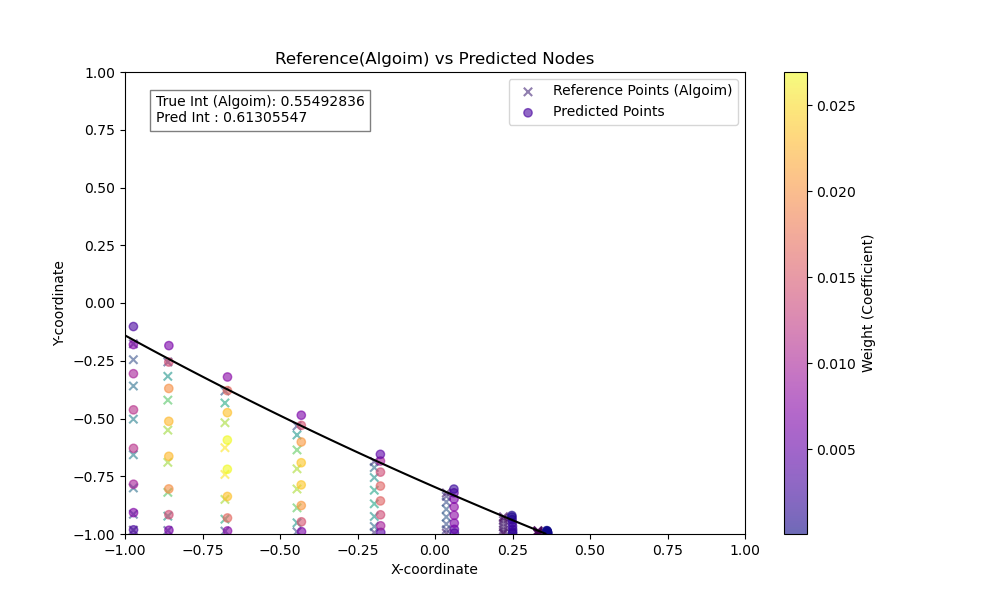 Reference(Algoim) vs Predicted Nodes
True Int (Algoim): 0.55492836
Pred Int : 0.61305547
Reference Points (Algoim)
Predicted Points
Y-coordinate
1.00
0.75
0.50
0.25
0.00
−0.25
−0.50
−0.75
−1.00
−1.00
−0.75
−0.50
−0.25
0.00
0.25
0.50
0.75
1.00
X-coordinate
0.025
0.020
0.015
0.010
0.005
Weight (Coefficient)